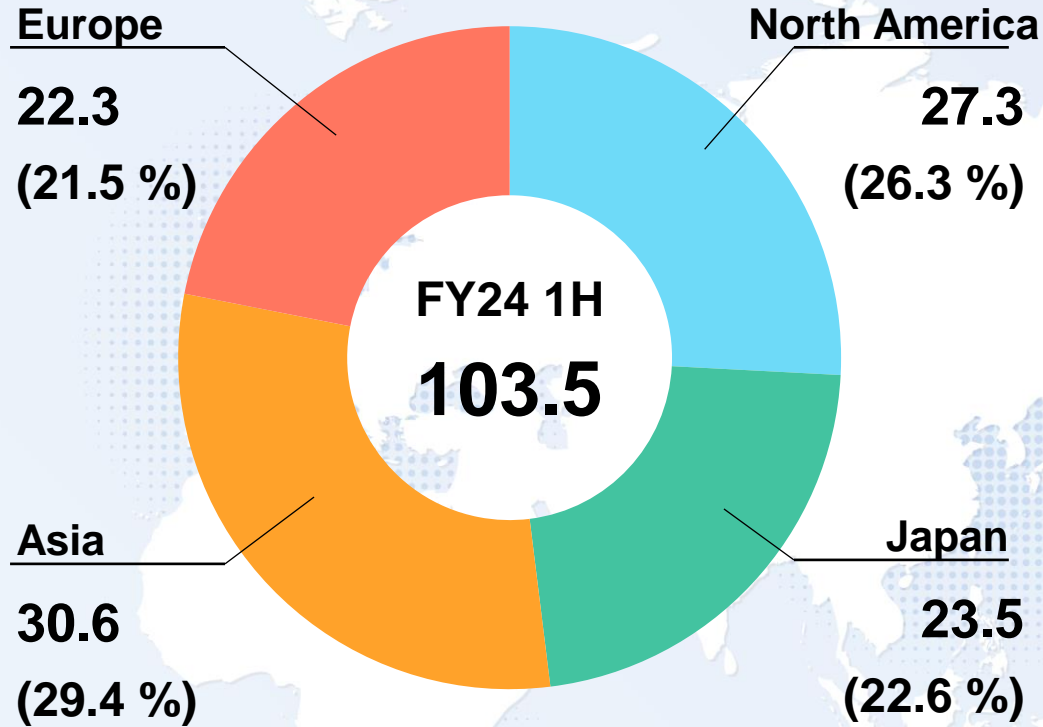 Europe
22.3
(21.5 %)
North America
27.3
(26.3 %)
FY24 1H
103.5
Asia
30.6
(29.4 %)
Japan
23.5
(22.6 %)